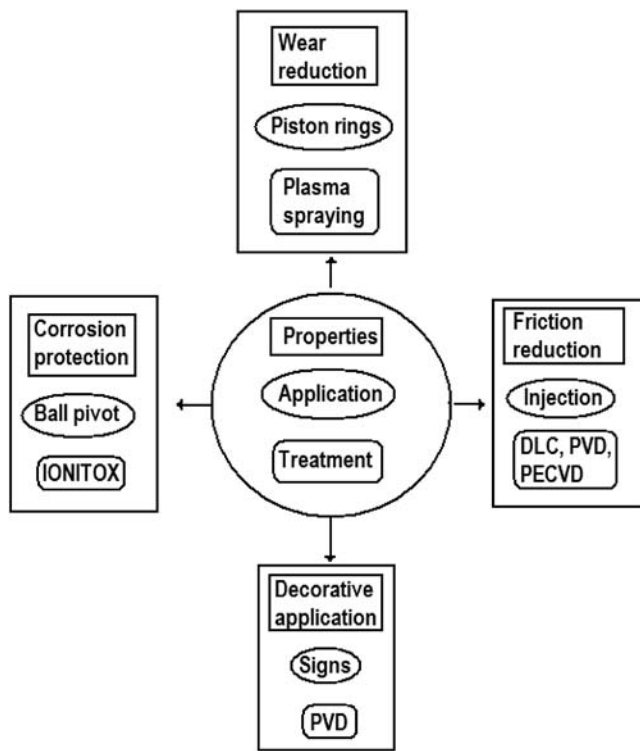 Wear
reduction
Piston rings
Plasma
spraying
Corrosion
protection
Ball pivot
IONITOX
Properties
Application
Treatment
Friction
reduction
Injection
DLC, PVD,
PECVD
Decorative
application
Signs
PVD